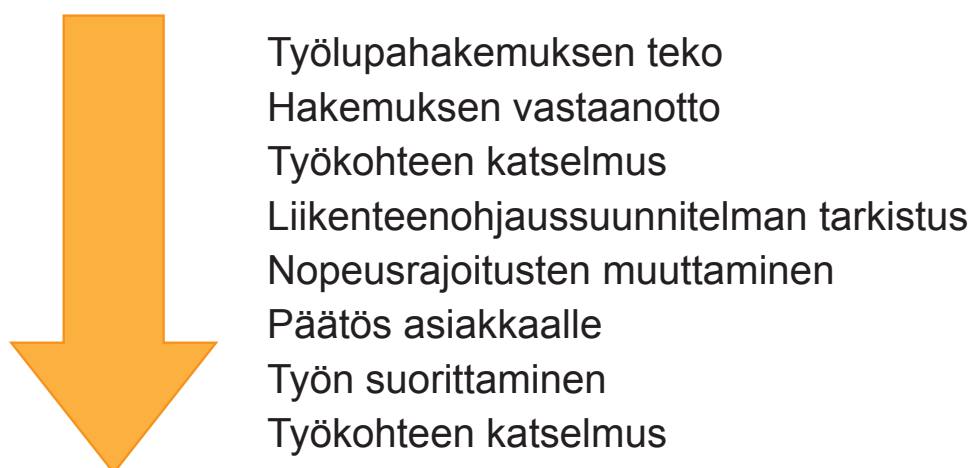 Työlupahakemuksen teko
Hakemuksen vastaanotto
Työkohteen katselmus
Liikenteenohjaussuunnitelman tarkistus
Nopeusrajoitusten muuttaminen
Päätös asiakkaalle
Työn suorittaminen
Työkohteen katselmus